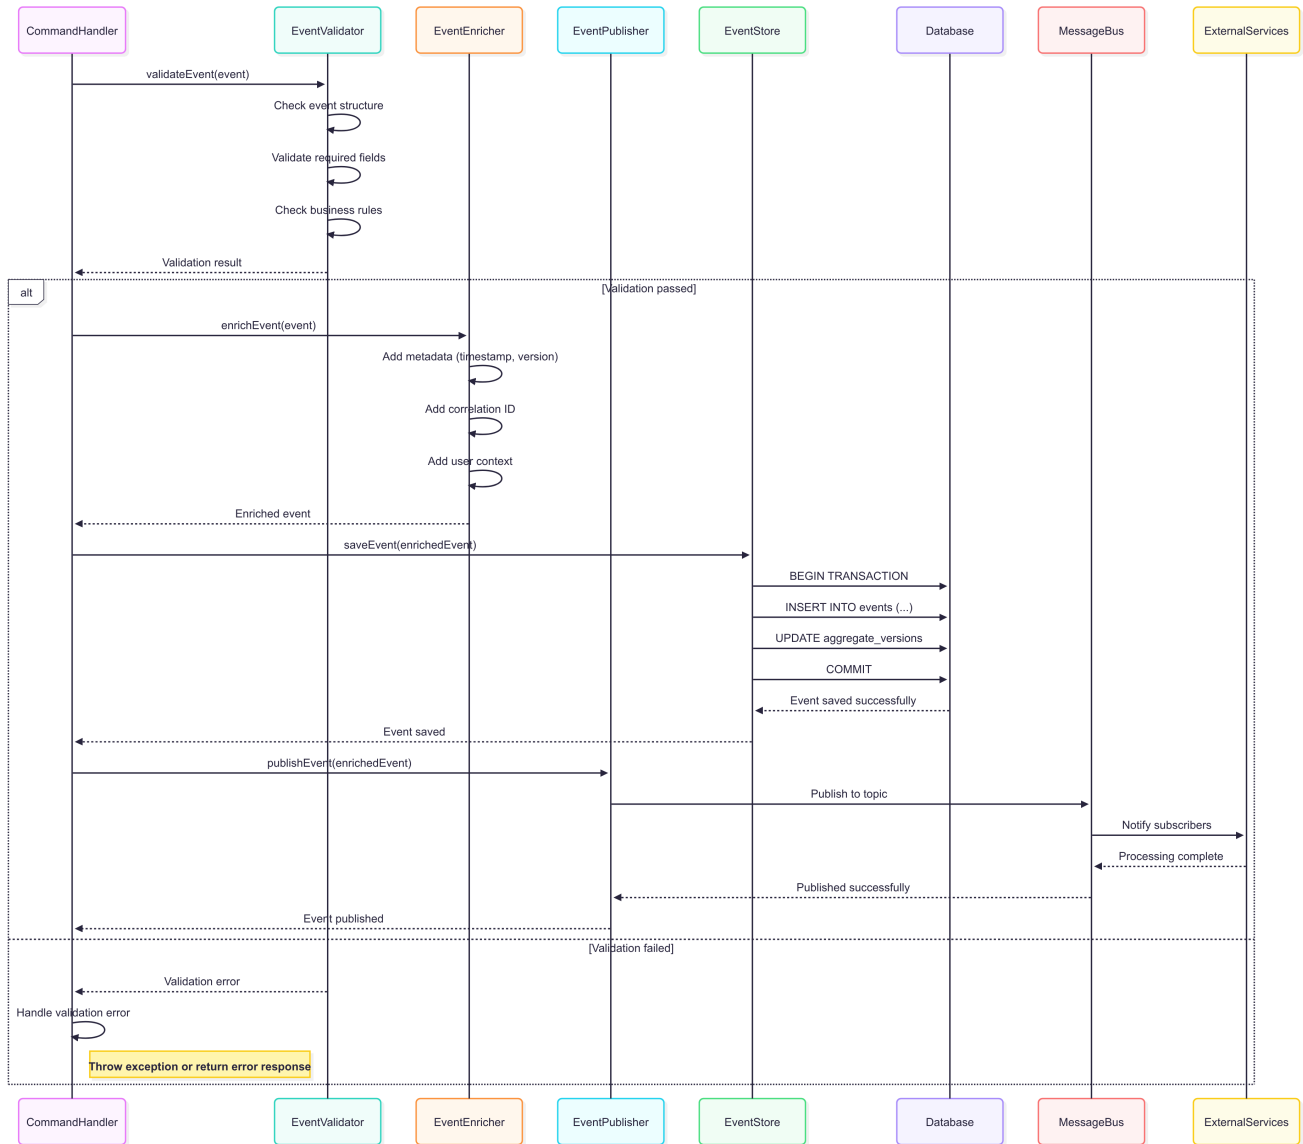 CommandHandler
EventValidator
EventEnricher
EventPublisher
EventStore
Database
MessageBus
ExternalServices
validateEvent(event)
Check event structure
Validate required fields
Check business rules
Validation result
alt
[Validation passed]
enrichEvent(event)
Add metadata (timestamp, version)
Add correlation ID
Add user context
Enriched event
saveEvent(enrichedEvent)
BEGIN TRANSACTION
INSERT INTO events (...)
UPDATE aggregate_versions
COMMIT
Event saved successfully
Event saved
publishEvent(enrichedEvent)
Publish to topic
Notify subscribers
Processing complete
Published successfully
Event published
[Validation failed]
Validation error
Handle validation error
Throw exception or return error response
CommandHandler
EventValidator
EventEnricher
EventPublisher
EventStore
Database
MessageBus
ExternalServices